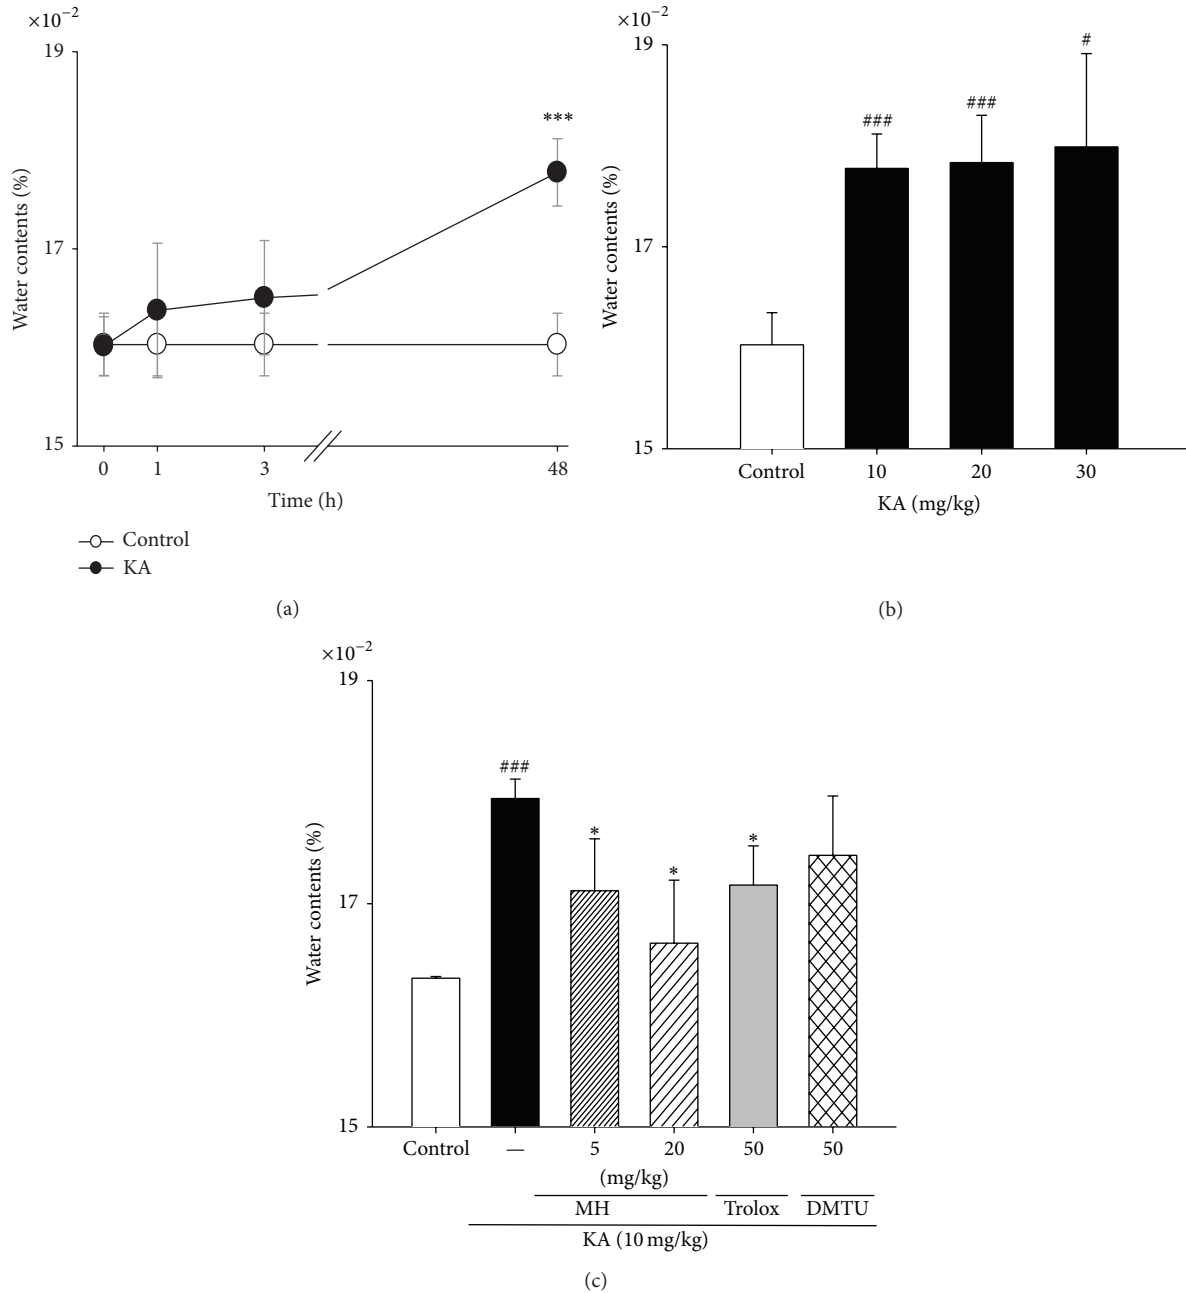 ×10−2
19
17
15
Water contents (%)
***
0 1 3 48
Time (h)
Control
KA
(a)
×10−2
19
17
15
Water contents (%)
### ### #
Control 10 20 30
KA (mg/kg)
(b)
×10−2
19
17
15
Water contents (%)
###
* * *
Control — 5 20 50 50
(mg/kg)
MH Trolox DMTU
KA (10 mg/kg)
(c)